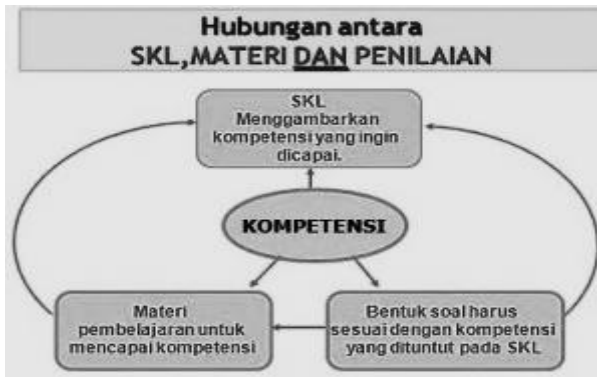 Hubungan antara
SKL,MATERI DAN PENILAIAN
SKL
Menggambarkan
kompetensi yang ingin
dicapai.
KOMPETENSI
Materi
pembelajaran untuk
mencapai kompetensi
Bentuk soal harus
sesuai dengan kompetensi
yang dituntut pada SKL